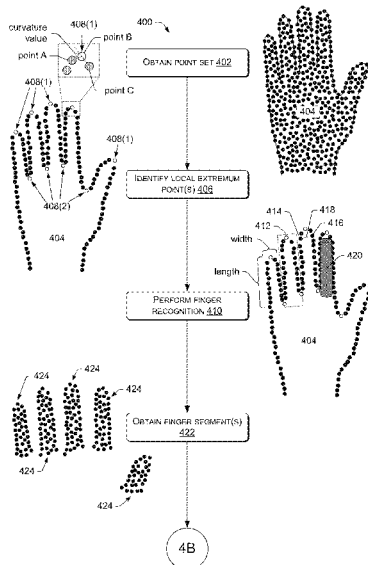 400
408(1)
curvature
value
point B
point A
point C
OBTAIN POINT SET 402
404
408(1)
408(1)
408(2)
404
IDENTIFY LOCAL EXTREMUM
POINT(S) 406
414
412
418
416
width
420
length
404
PERFORM FINGER
RECOGNITION 410
424
424
424
424
424
424
OBTAIN FINGER SEGMENT(S)
422
4B